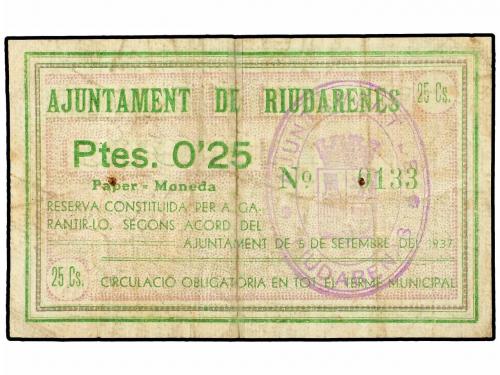 AJUNTAMENT DE RIUDARENES
25 Cs.
Ptes. 0'25
Paper - Moneda
Nº 0133
RESERVA CONSTITUIDA PER A GA-
RANTIR-LO, SEGONS ACORD DEL
AJUNTAMENT DE 5 DE SETEMBRE DEL 1937
25 Cs.
CIRCULACIÓ OBLIGATORIA EN TOT EL TERME MUNICIPAL